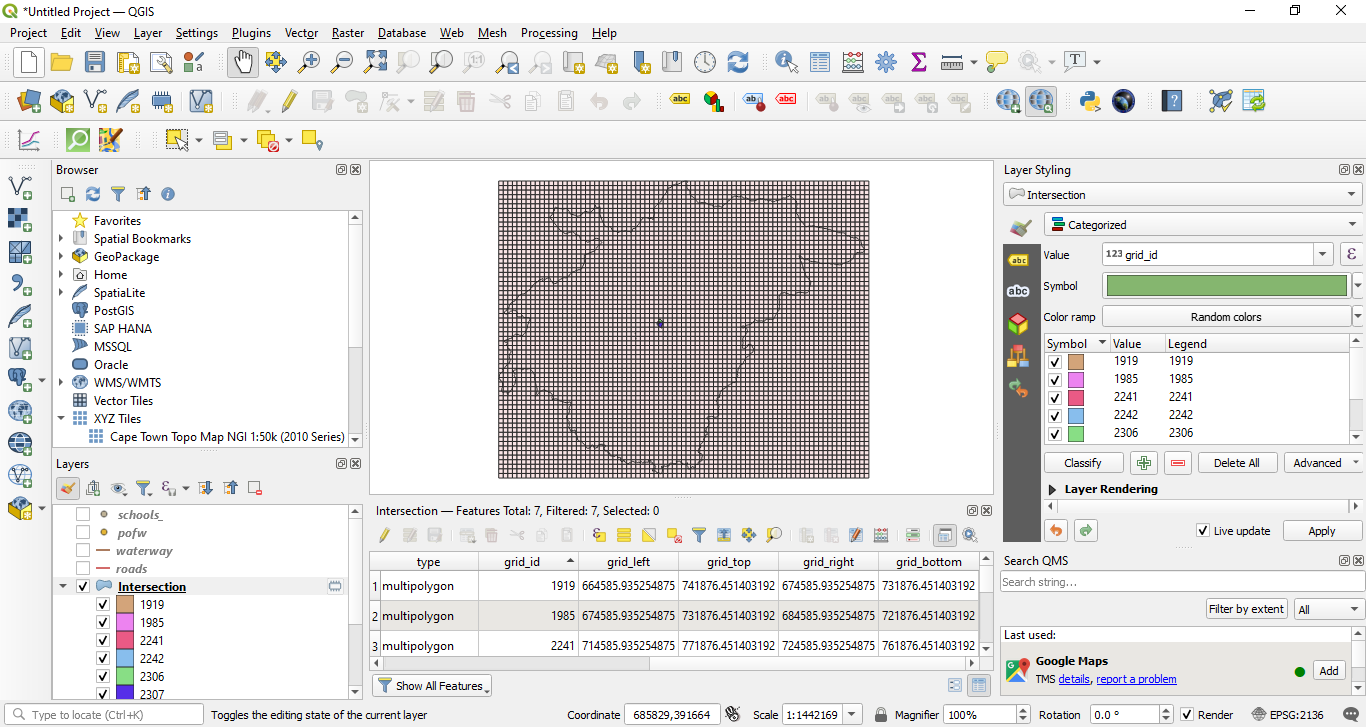 *Untitled Project — QGIS
Project Edit View Layer Settings Plugins Vector Raster Database Web Mesh Processing Help
Browser
Favorites
Spatial Bookmarks
GeoPackage
Home
SpatiaLite
PostGIS
SAP HANA
MSSQL
Oracle
WMS/WMTS
Vector Tiles
XYZ Tiles
Cape Town Topo Map NGI 1:50k (2010 Series)
Layers
schools_
pofw
waterway
roads
Intersection
1919
1985
2241
2242
2306
2307
Intersection — Features Total: 7, Filtered: 7, Selected: 0
type grid_id grid_left grid_top grid_right grid_bottom
1 multipolygon 1919 664585.935254875 741876.451403192 674585.935254875 731876.451403192
2 multipolygon 1985 674585.935254875 731876.451403192 684585.935254875 721876.451403192
3 multipolygon 2241 714585.935254875 771876.451403192 724585.935254875 761876.451403192
Show All Features
Layer Styling
Intersection
Categorized
Value 123 grid_id
Symbol
Color ramp Random colors
Symbol Value Legend
1919 1919
1985 1985
2241 2241
2242 2242
2306 2306
Classify Delete All Advanced
Layer Rendering
Live update Apply
Search QMS
Search string...
Filter by extent All
Last used:
Google Maps
TMS details, report a problem
Add
Type to locate (Ctrl+K) Toggles the editing state of the current layer Coordinate 685829,391664 Scale 1:1442169 Magnifier 100% Rotation 0.0 ° Render EPSG:2136